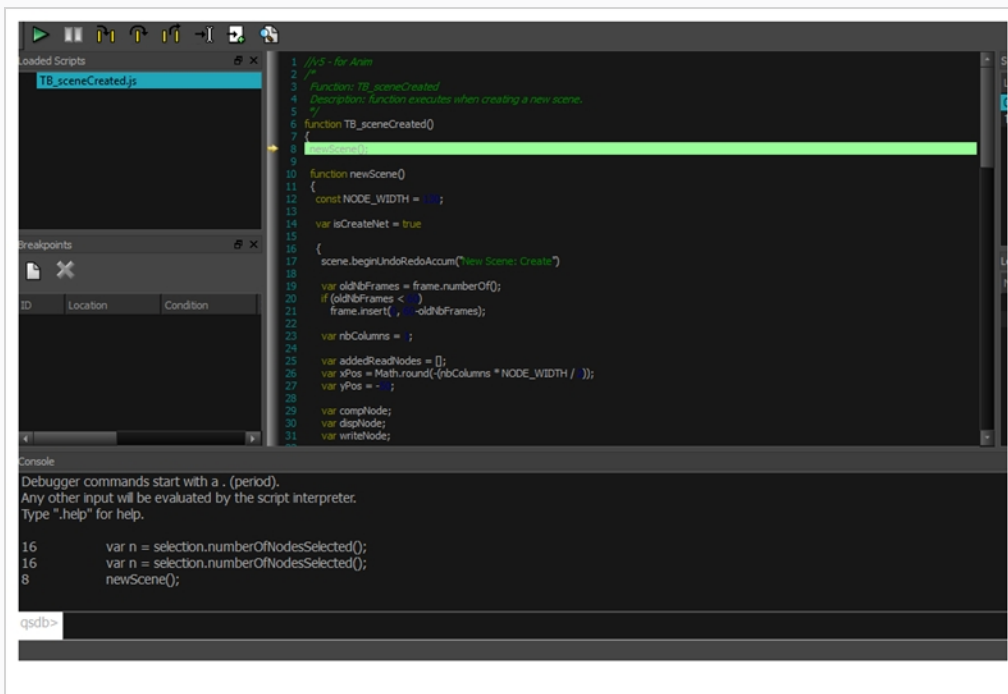 Loaded Scripts
TB_sceneCreated.js
Breakpoints
ID Location Condition
1 //v5 - for Anim
2 /*
3 Function: TB_sceneCreated
4 Description: function executes when creating a new scene.
5 */
6 function TB_sceneCreated()
7 {
8 newScene();
9
10 function newScene()
11 {
12 const NODE_WIDTH = ;
13
14 var isCreateNet = true
15
16 {
17 scene.beginUndoRedoAccum("New Scene: Create")
18
19 var oldNbFrames = frame.numberOf();
20 if (oldNbFrames < )
21 frame.insert( , -oldNbFrames);
22
23 var nbColumns = ;
24
25 var addedReadNodes = [];
26 var xPos = Math.round(-(nbColumns * NODE_WIDTH / ));
27 var yPos = - ;
28
29 var compNode;
30 var dispNode;
31 var writeNode;
Console
Debugger commands start with a . (period).
Any other input will be evaluated by the script interpreter.
Type ".help" for help.
16 var n = selection.numberOfNodesSelected();
16 var n = selection.numberOfNodesSelected();
8 newScene();
qsdb>